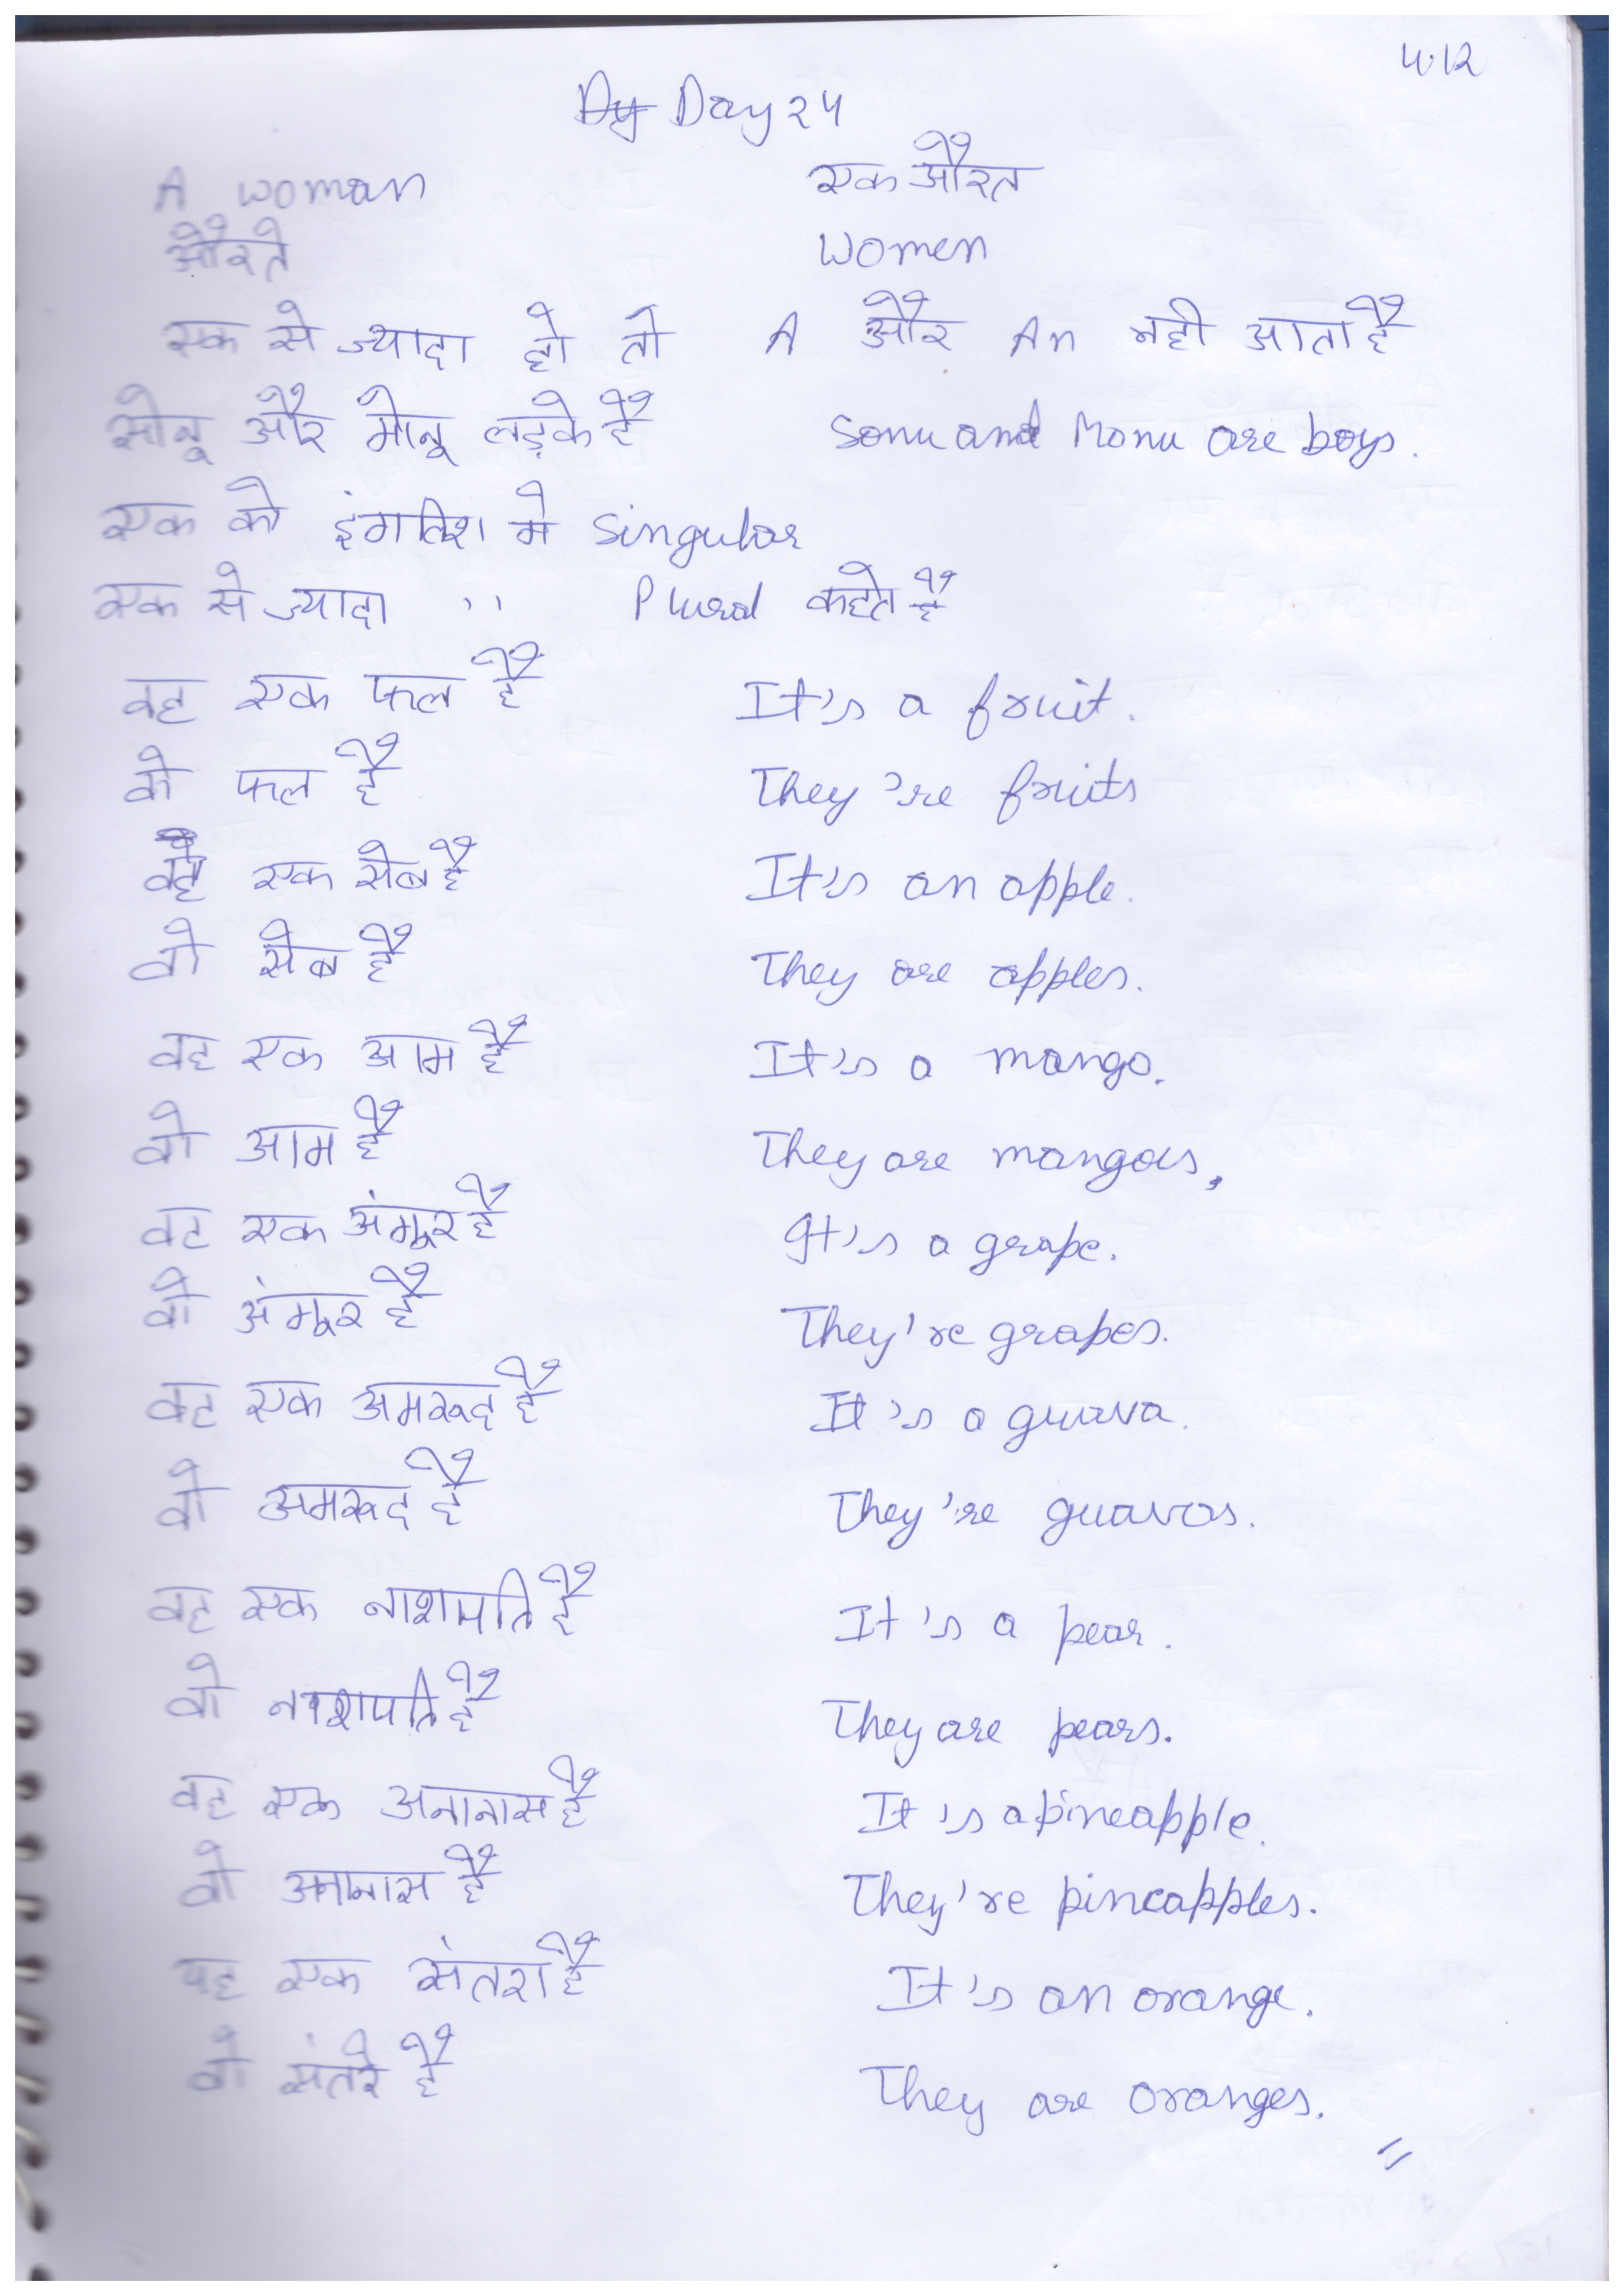 4.12
Day 24
A woman एक औरत
औरते Women
एक से ज्यादा हो तो A और An नही आता है
सोनू और मोनू लड़के है Sonu and Monu are boys.
एक को इंगलिश मे Singular
एक से ज्यादा ,, Plural कहते है
वह एक फल है It's a fruit.
वो फल है They're fruits
वह एक सेब है It's an apple.
वो सेब है They are apples.
वह एक आम है It's a mango.
वो आम है They are mangoes.
वह एक अंगूर है It's a grape.
वो अंगूर है They're grapes.
वह एक अमरूद है It's a guava.
वो अमरूद है They're guavas.
वह एक नाशपति है It's a pear.
वो नाशपति है They are pears.
वह एक अनानास है It's a pineapple.
वो अनानास है They're pineapples.
यह एक संतरा है It's an orange.
वो संतरे है They are oranges.